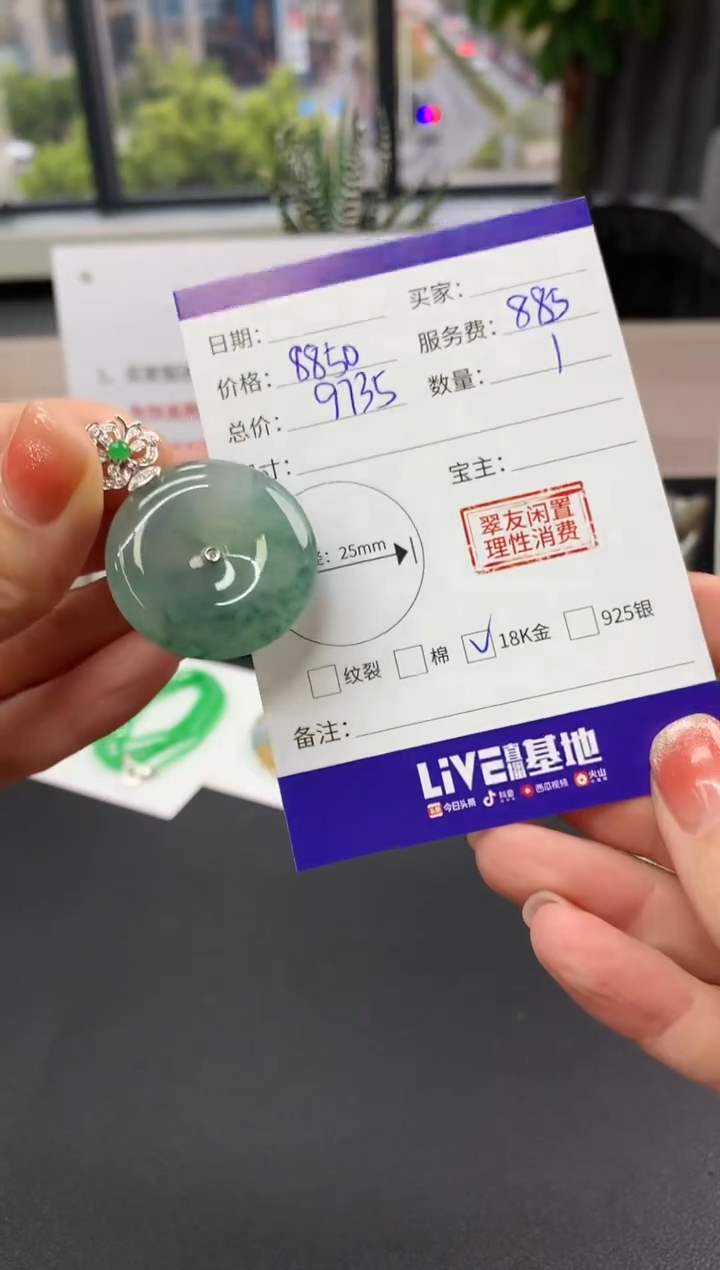 买家：
日期：
服务费：885
价格：8850
数量：1
总价：9735
寸：
宝主：
翠友闲置
理性消费
径：25mm
纹裂 棉 ✓ 18K金 925银
备注：
LiVE直播基地
今日头条 抖音 西瓜视频 火山